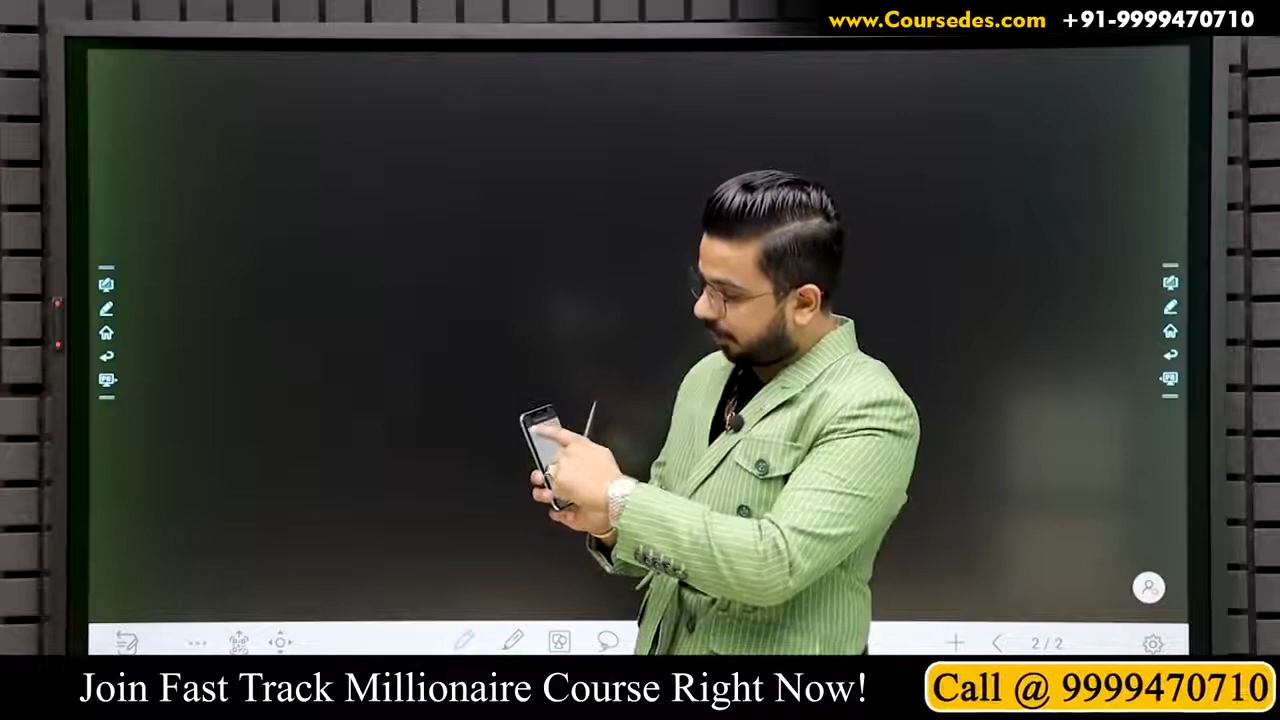 www.Coursedes.com +91-9999470710
2/2
Join Fast Track Millionaire Course Right Now!
Call @ 9999470710